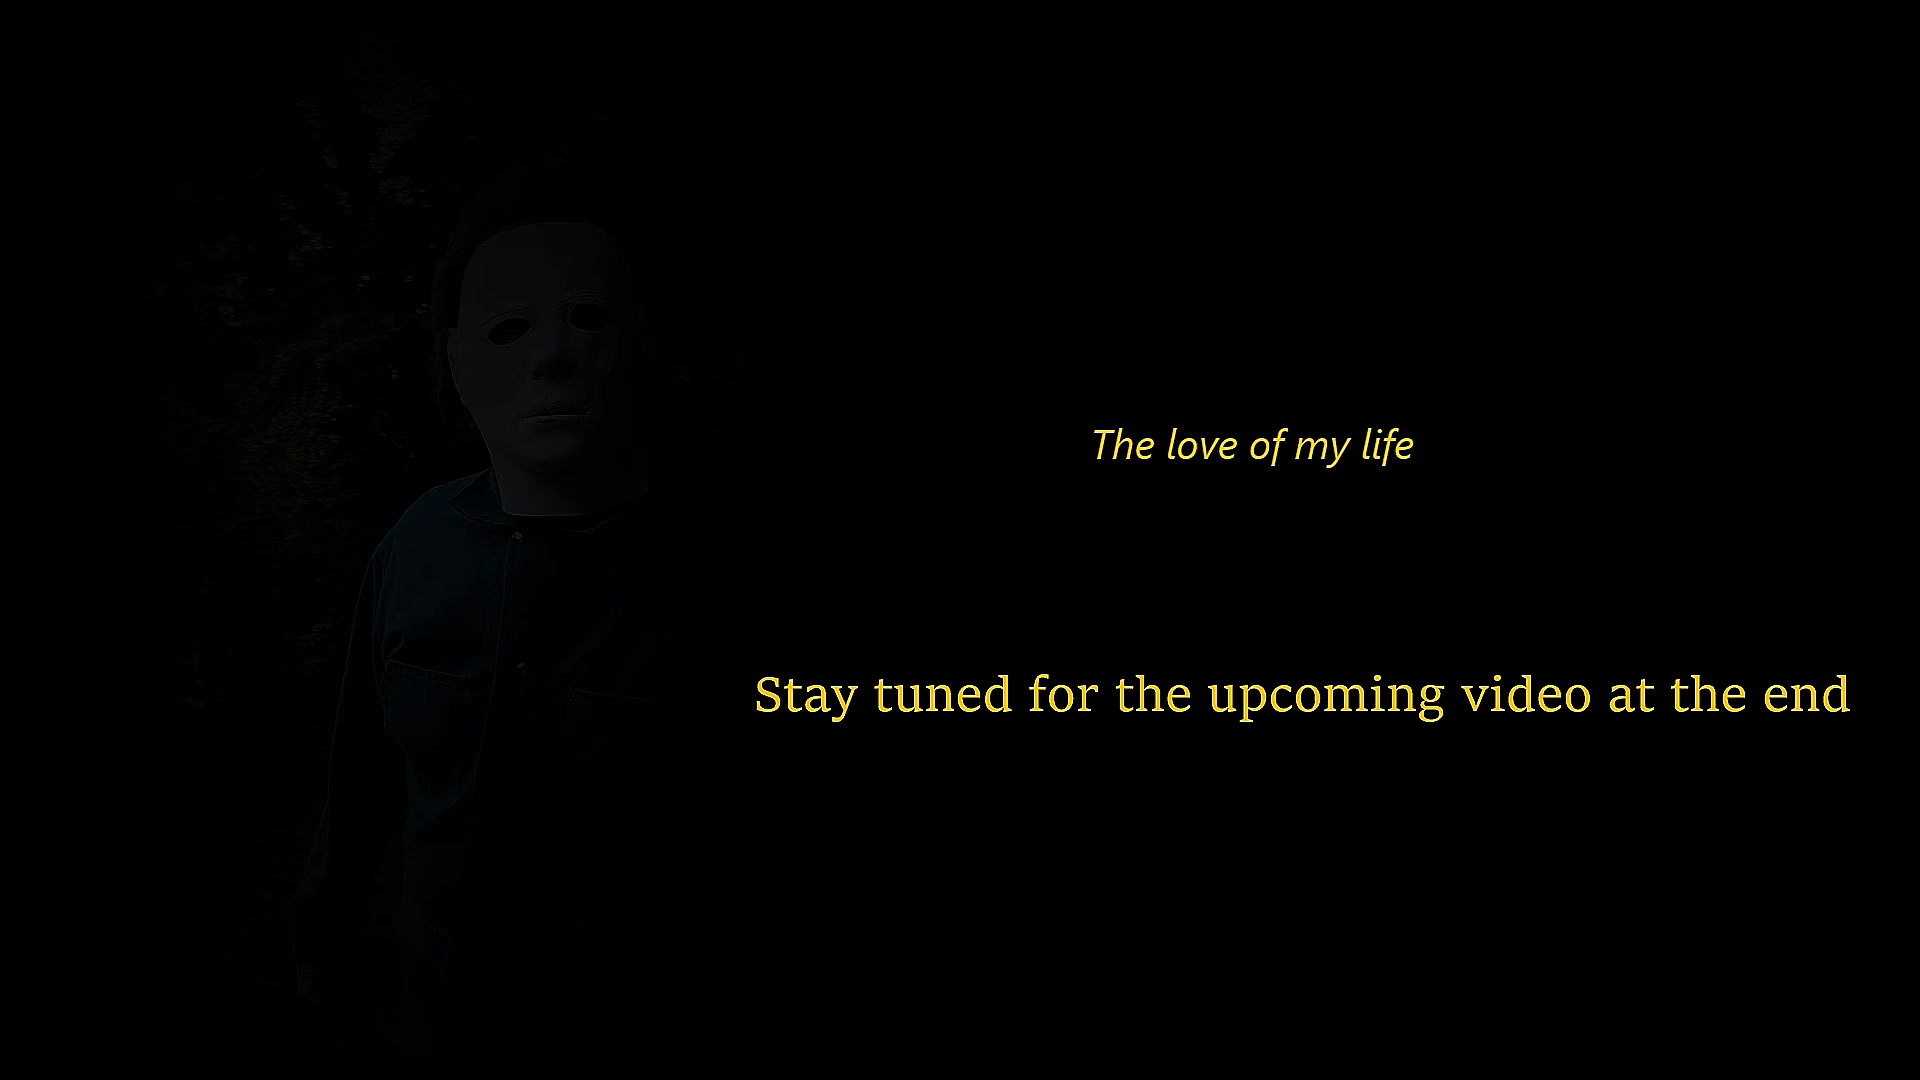 The love of my life
Stay tuned for the upcoming video at the end